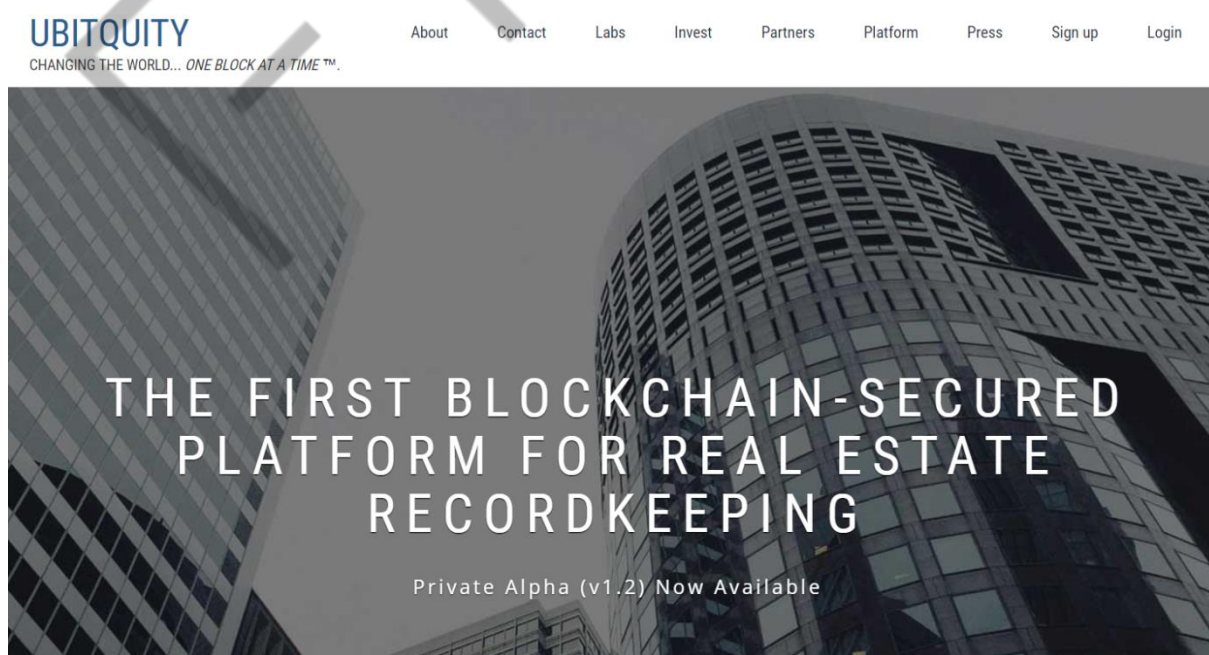 UBITQUITY
CHANGING THE WORLD... ONE BLOCK AT A TIME ™.
About Contact Labs Invest Partners Platform Press Sign up Login
THE FIRST BLOCKCHAIN-SECURED
PLATFORM FOR REAL ESTATE
RECORDKEEPING
Private Alpha (v1.2) Now Available